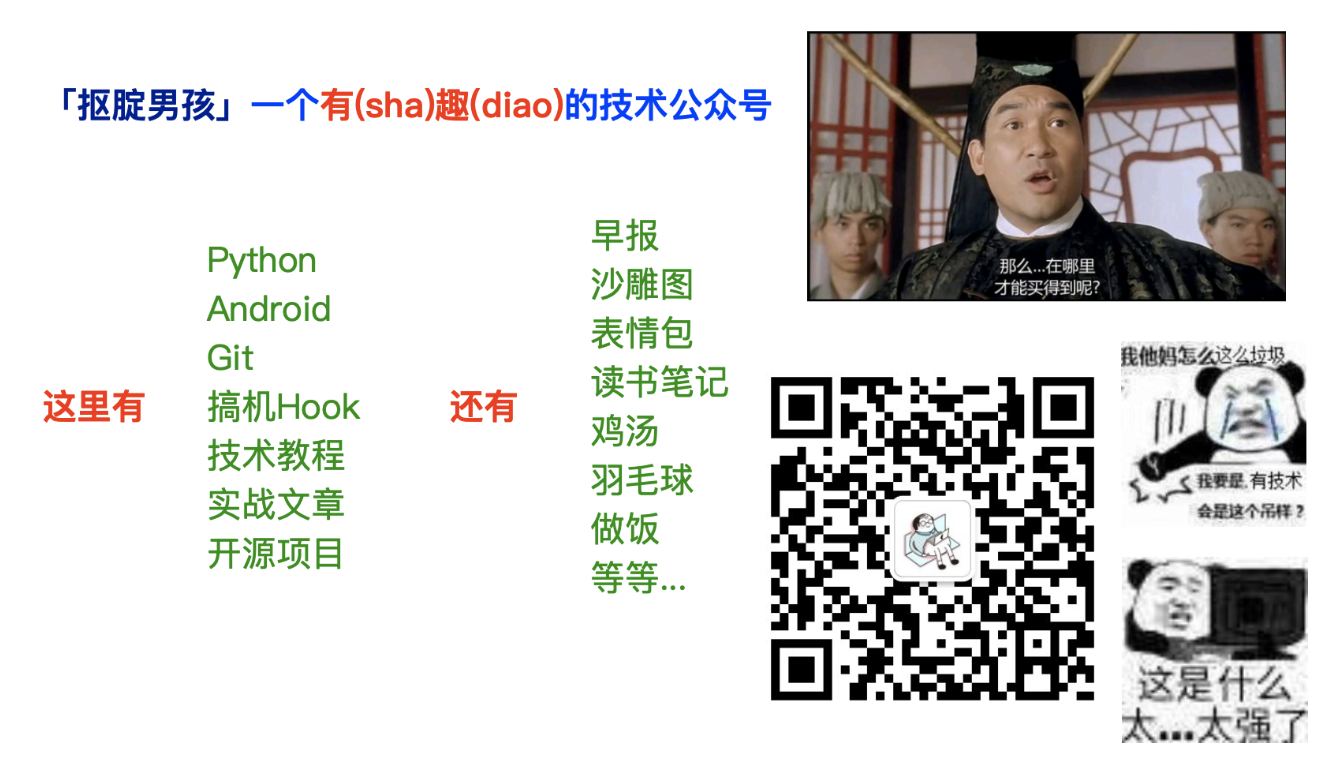 「抠腚男孩」一个有(sha)趣(diao)的技术公众号
这里有
Python
Android
Git
搞机Hook
技术教程
实战文章
开源项目
还有
早报
沙雕图
表情包
读书笔记
鸡汤
羽毛球
做饭
等等...
那么...在哪里
才能买得到呢?
我他妈怎么这么垃圾
我要是有技术
会是这个吊样?
这是什么
太...太强了